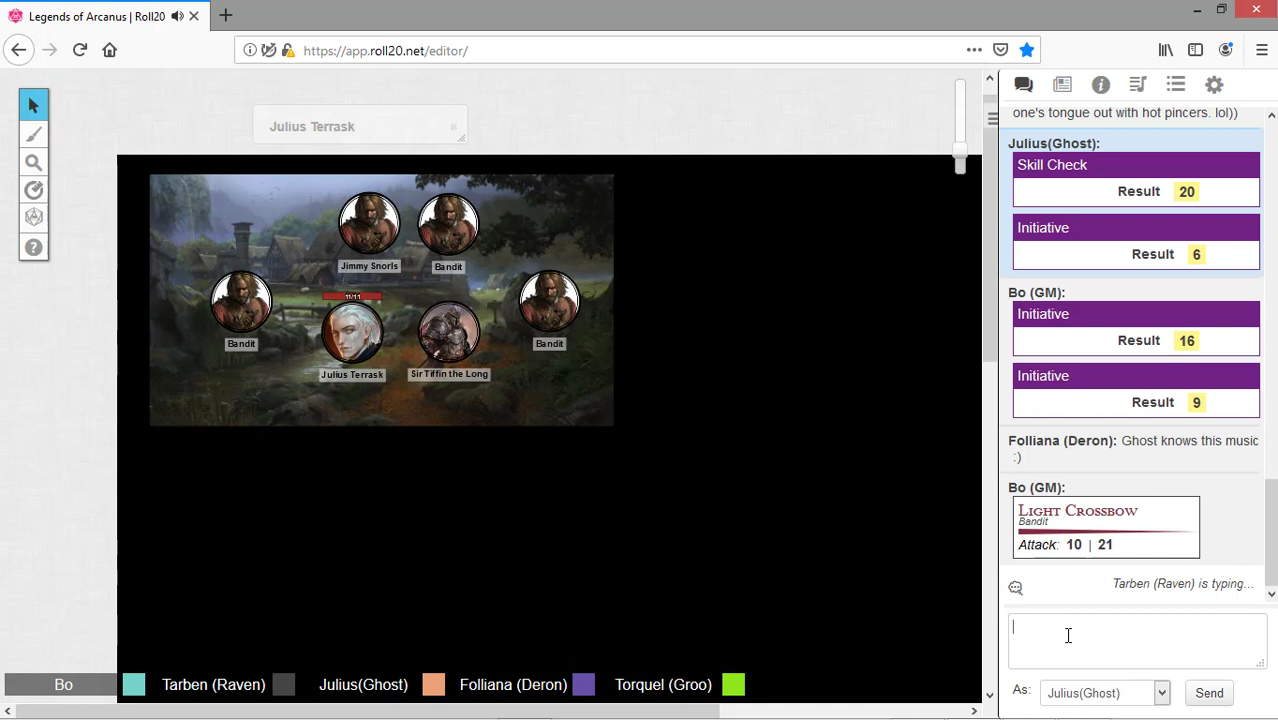 Legends of Arcanus | Roll20
https://app.roll20.net/editor/
Julius Terrask
Jimmy Snorls
Bandit
Bandit
11/11
Bandit
Julius Terrask
Sir Tiffin the Long
Bo
Tarben (Raven)
Julius(Ghost)
Folliana (Deron)
Torquel (Groo)
one's tongue out with hot pincers. lol))
Julius(Ghost):
Skill Check
Result 20
Initiative
Result 6
Bo (GM):
Initiative
Result 16
Initiative
Result 9
Folliana (Deron): Ghost knows this music
:)
Bo (GM):
Light Crossbow
Bandit
Attack: 10 | 21
Tarben (Raven) is typing...
As: Julius(Ghost) Send